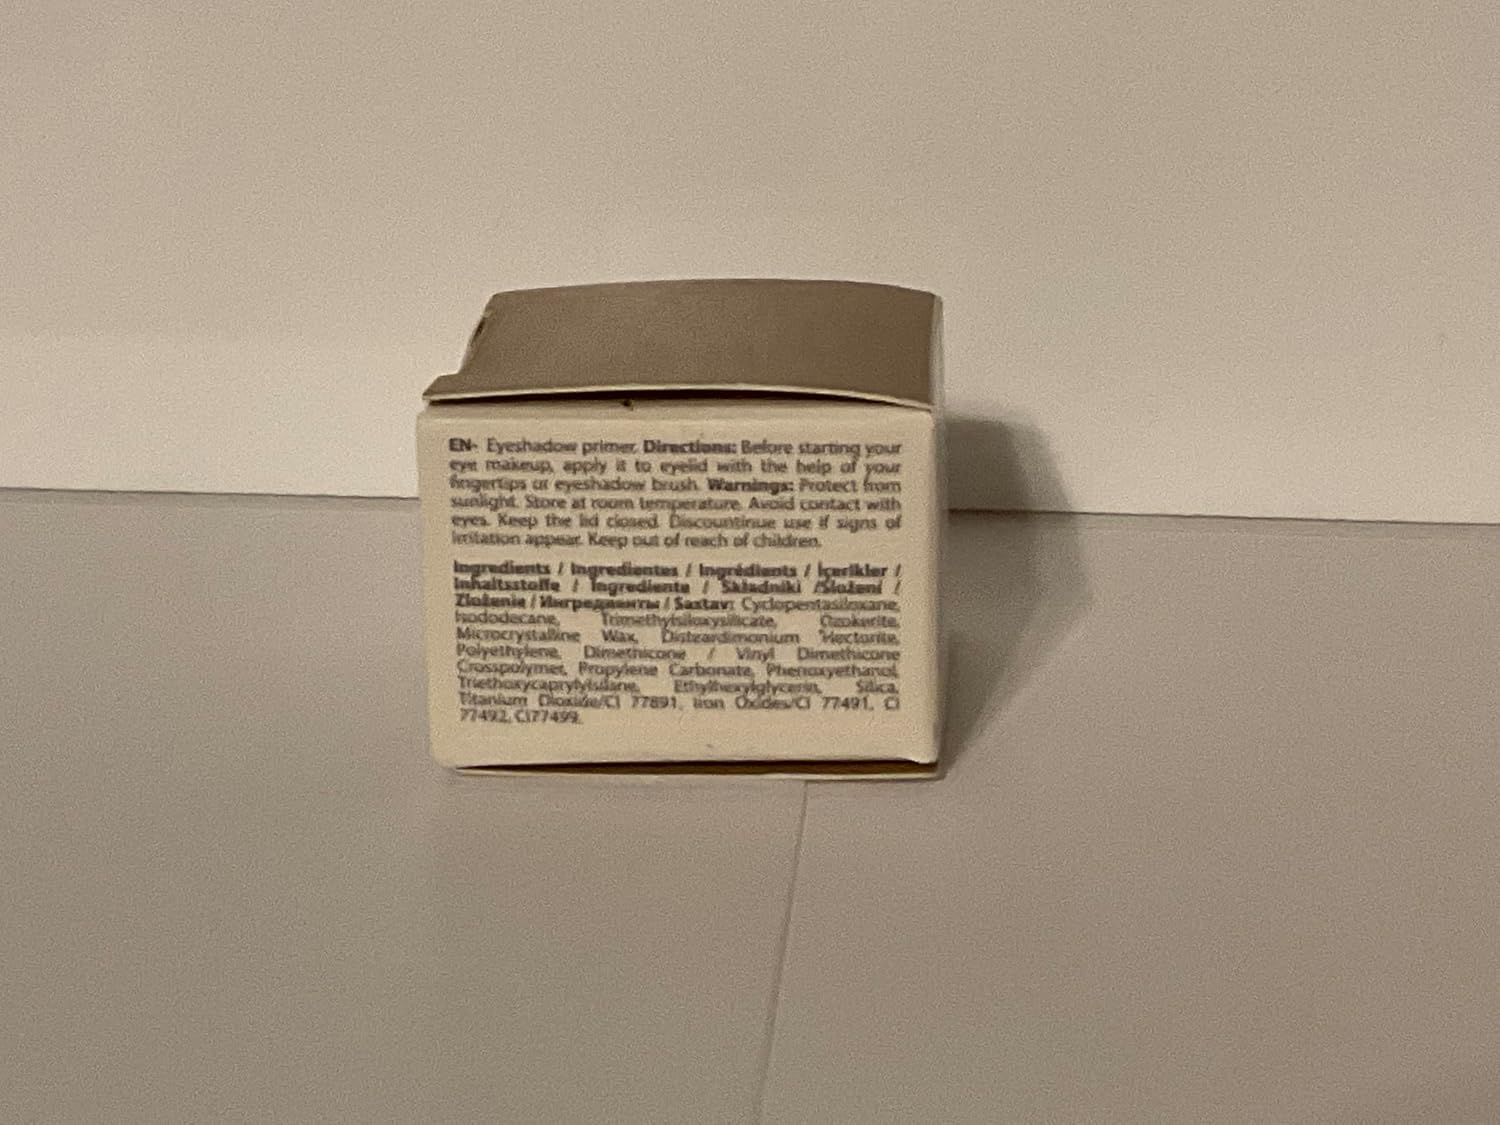 EN- Eyeshadow primer. Directions: Before starting your
eye makeup, apply it to eyelid with the help of your
fingertips or eyeshadow brush. Warnings: Protect from
sunlight. Store at room temperature. Avoid contact with
eyes. Keep the lid closed. Discountinue use if signs of
irritation appear. Keep out of reach of children.
Ingredients / Ingredientes / Ingrédients / İçerikler /
Inhaltsstoffe / Ingrediente / Składniki /Složení /
Zloženie / Ингредиенты / Sastav: Cyclopentasiloxane,
Isododecane, Trimethylsiloxysilicate, Ozokerite,
Microcrystalline Wax, Disteardimonium Hectorite,
Polyethylene, Dimethicone / Vinyl Dimethicone
Crosspolymer, Propylene Carbonate, Phenoxyethanol,
Triethoxycaprylylsilane, Ethylhexylglycerin, Silica,
Titanium Dioxide/CI 77891, Iron Oxides/CI 77491, CI
77492, CI77499.